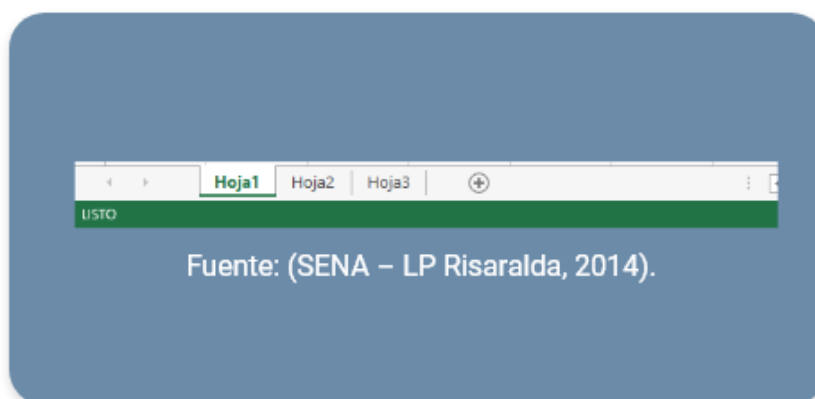 Hoja1 Hoja2 Hoja3
LISTO
Fuente: (SENA – LP Risaralda, 2014).